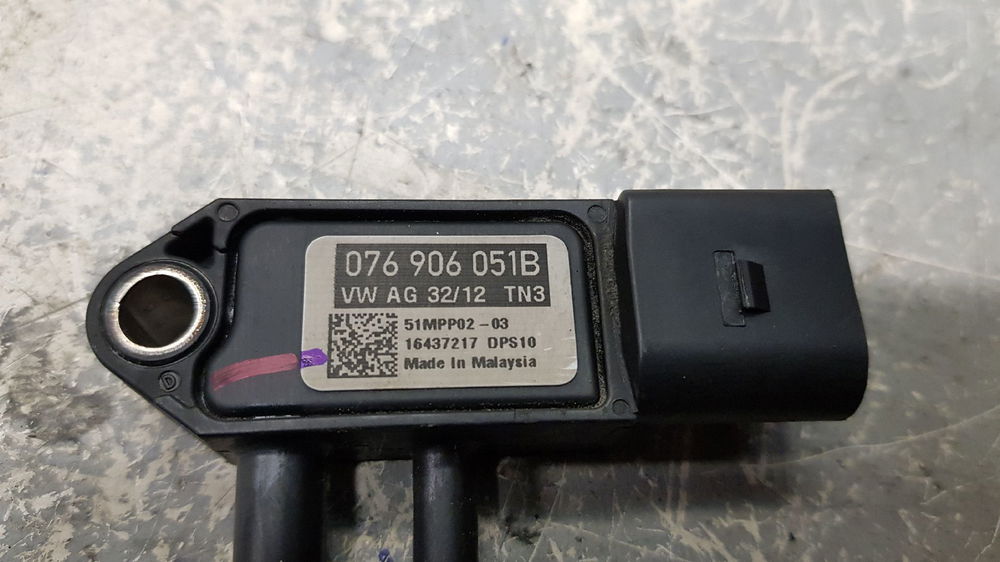 076 906 051B
VW AG 32/12 TN3
51MPP02-03
16437217 DPS10
Made In Malaysia
D